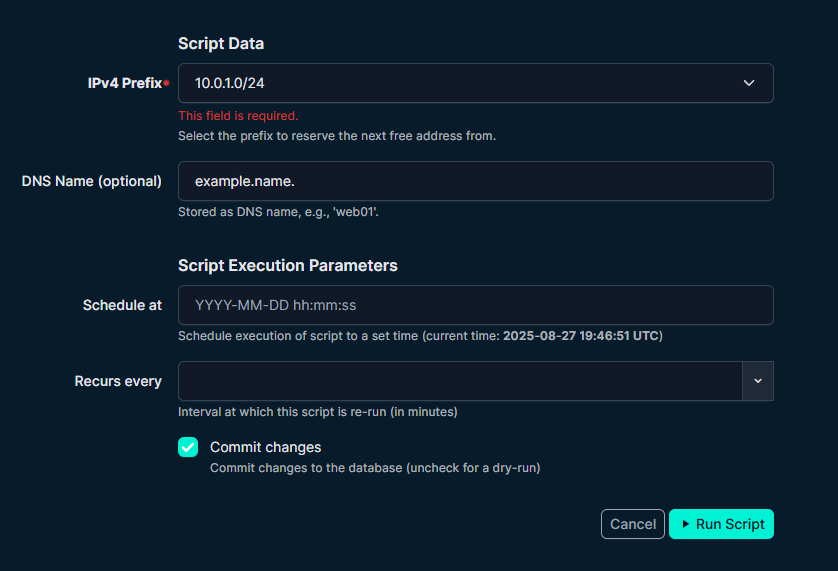 Script Data
IPv4 Prefix
10.0.1.0/24
This field is required.
Select the prefix to reserve the next free address from.
DNS Name (optional)
example.name.
Stored as DNS name, e.g., 'web01'.
Script Execution Parameters
Schedule at
YYYY-MM-DD hh:mm:ss
Schedule execution of script to a set time (current time: 2025-08-27 19:46:51 UTC)
Recurs every
Interval at which this script is re-run (in minutes)
Commit changes
Commit changes to the database (uncheck for a dry-run)
Cancel
Run Script